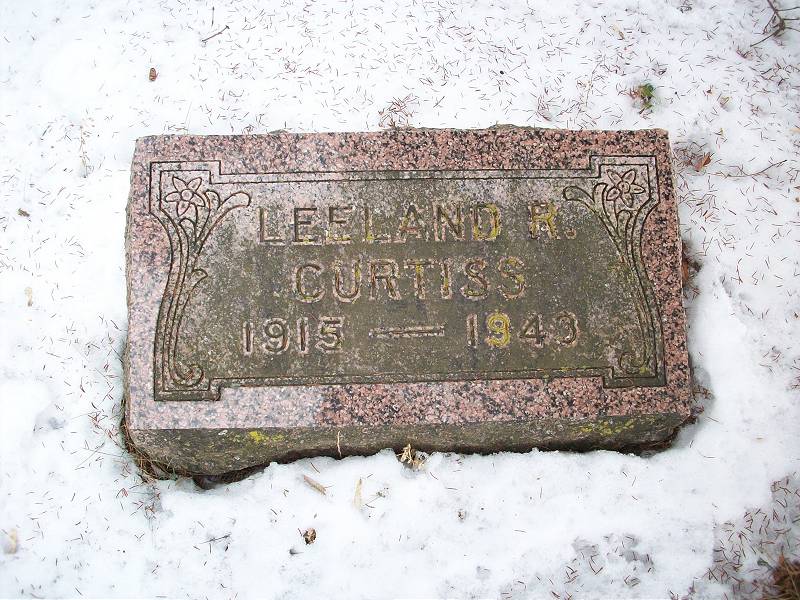 LEELAND R.
CURTISS
1915 — 1943